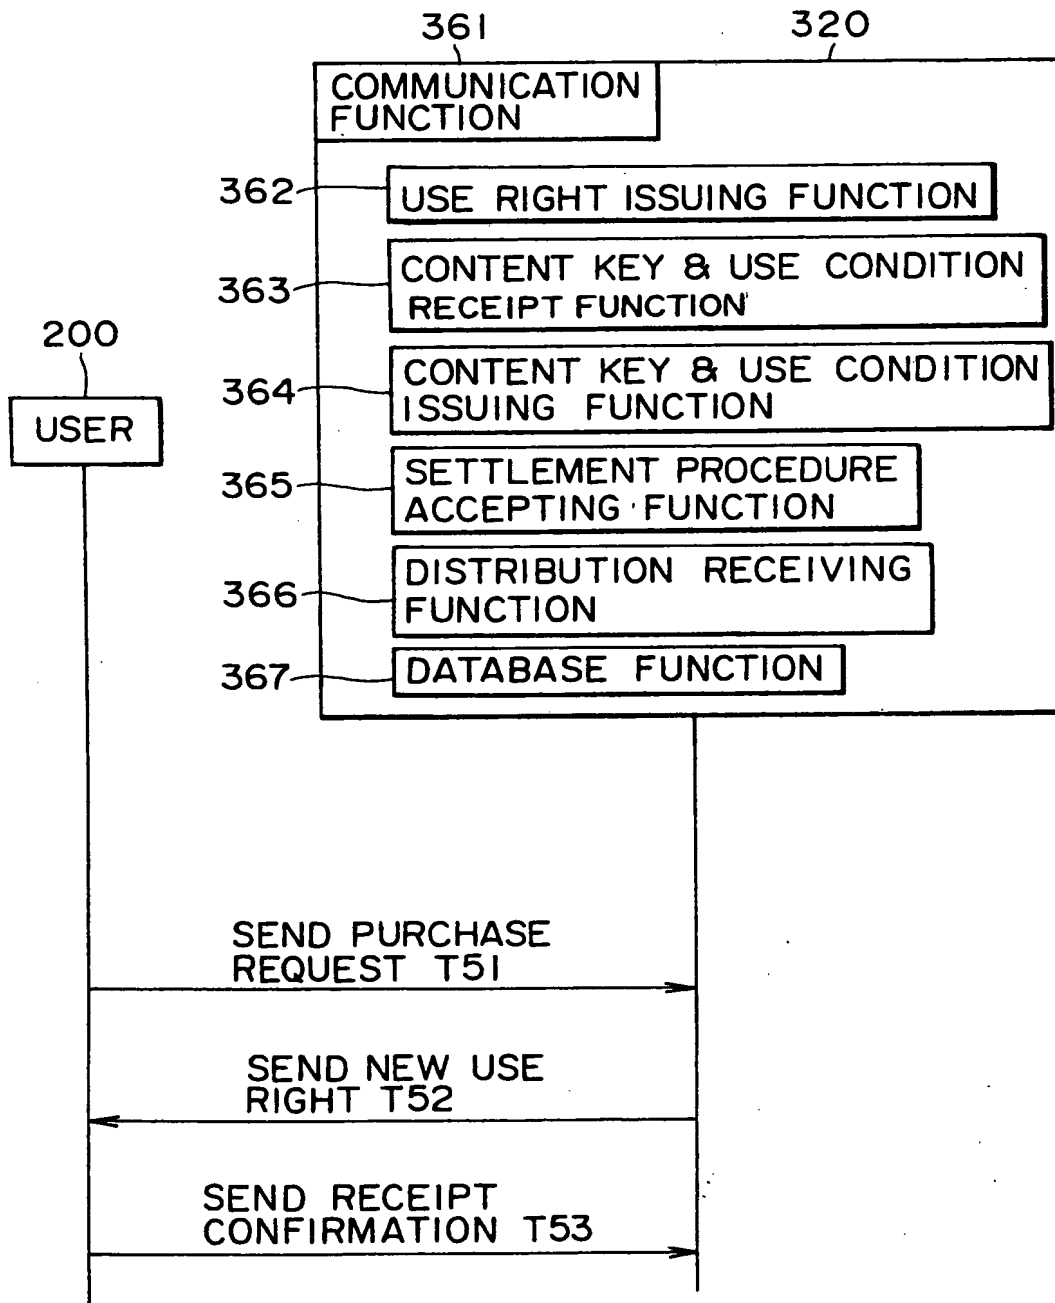 361
320
COMMUNICATION
FUNCTION
362
USE RIGHT ISSUING FUNCTION
363
CONTENT KEY & USE CONDITION
RECEIPT FUNCTION
200
USER
364
CONTENT KEY & USE CONDITION
ISSUING FUNCTION
365
SETTLEMENT PROCEDURE
ACCEPTING FUNCTION
366
DISTRIBUTION RECEIVING
FUNCTION
367
DATABASE FUNCTION
SEND PURCHASE
REQUEST T51
SEND NEW USE
RIGHT T52
SEND RECEIPT
CONFIRMATION T53